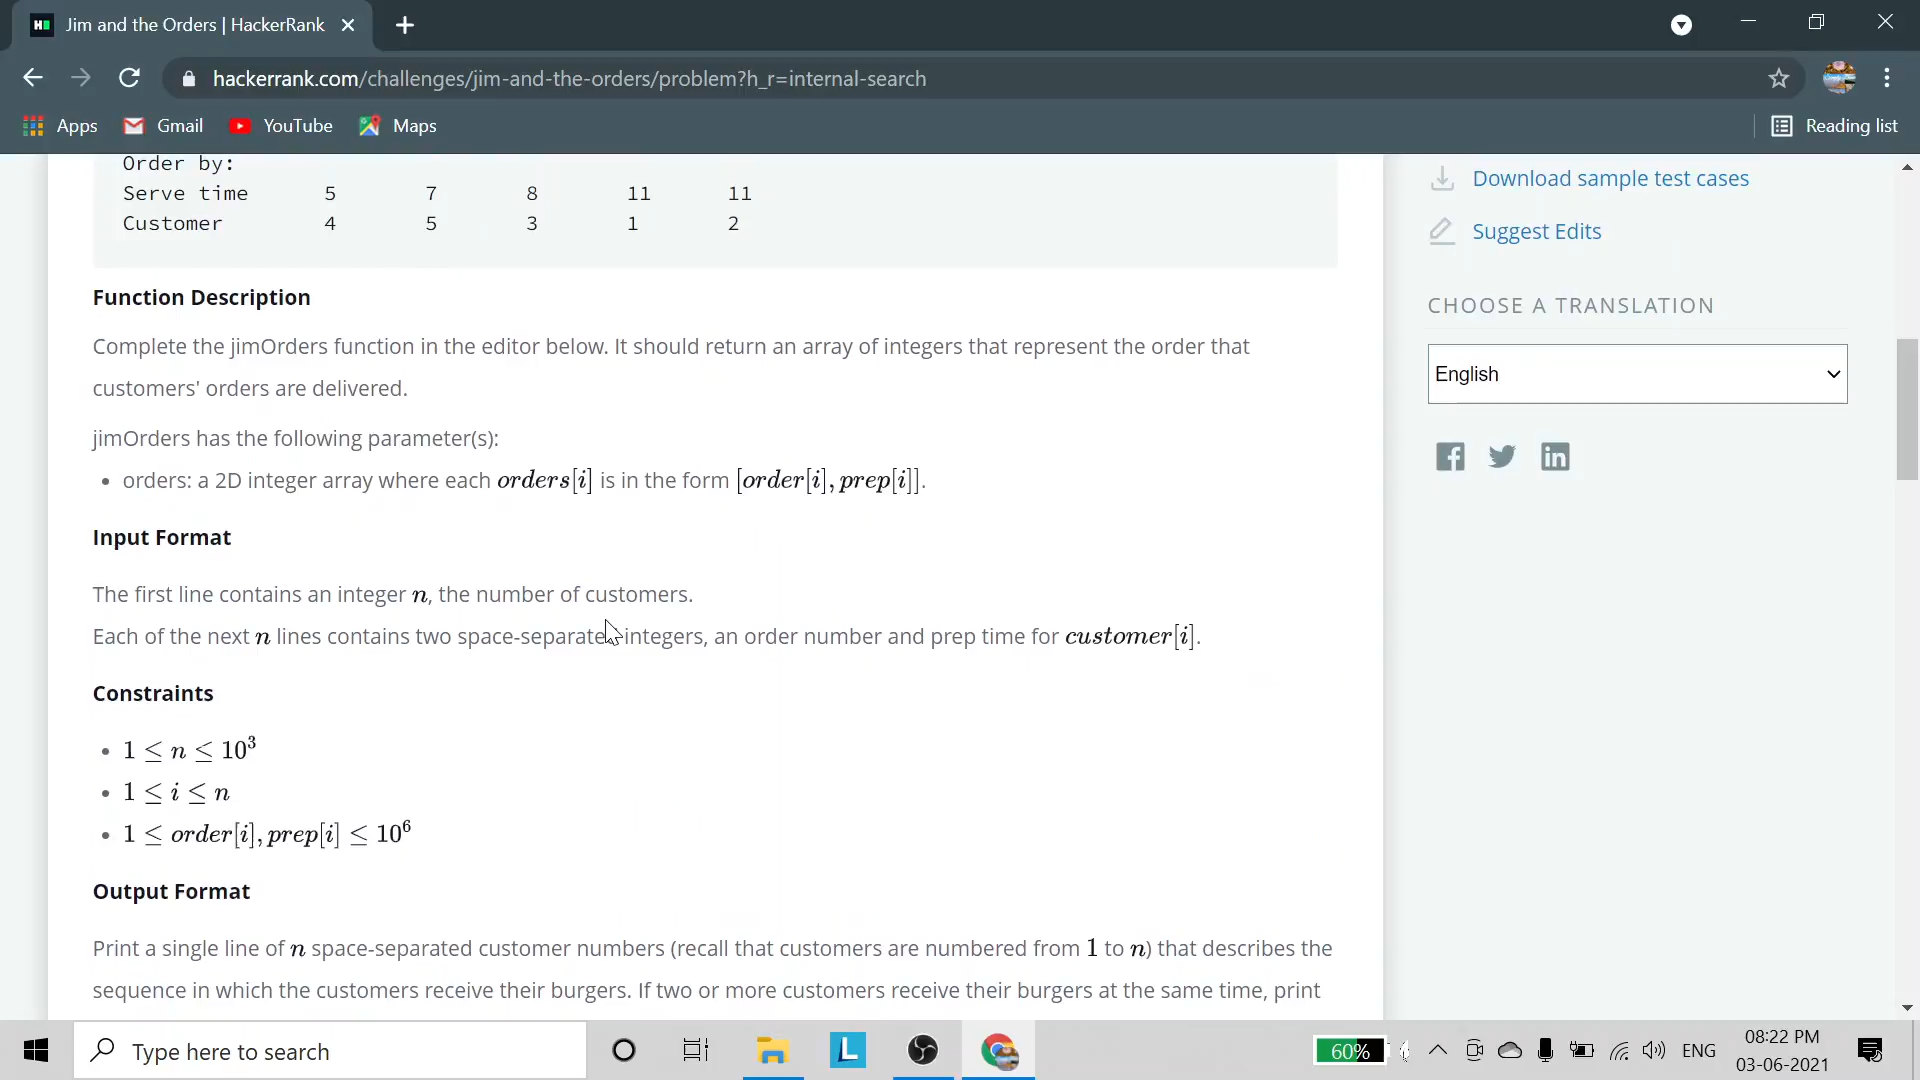 Jim and the Orders | HackerRank
hackerrank.com/challenges/jim-and-the-orders/problem?h_r=internal-search
Apps Gmail YouTube Maps Reading list
Order by:
Serve time 5 7 8 11 11
Customer 4 5 3 1 2
Function Description
Complete the jimOrders function in the editor below. It should return an array of integers that represent the order that
customers' orders are delivered.
jimOrders has the following parameter(s):
• orders: a 2D integer array where each orders[i] is in the form [order[i], prep[i]].
Input Format
The first line contains an integer n, the number of customers.
Each of the next n lines contains two space-separate integers, an order number and prep time for customer[i].
Constraints
• 1 ≤ n ≤ 10³
• 1 ≤ i ≤ n
• 1 ≤ order[i], prep[i] ≤ 10⁶
Output Format
Print a single line of n space-separated customer numbers (recall that customers are numbered from 1 to n) that describes the
sequence in which the customers receive their burgers. If two or more customers receive their burgers at the same time, print
Download sample test cases
Suggest Edits
CHOOSE A TRANSLATION
English
Type here to search
L
60%
ENG
08:22 PM
03-06-2021